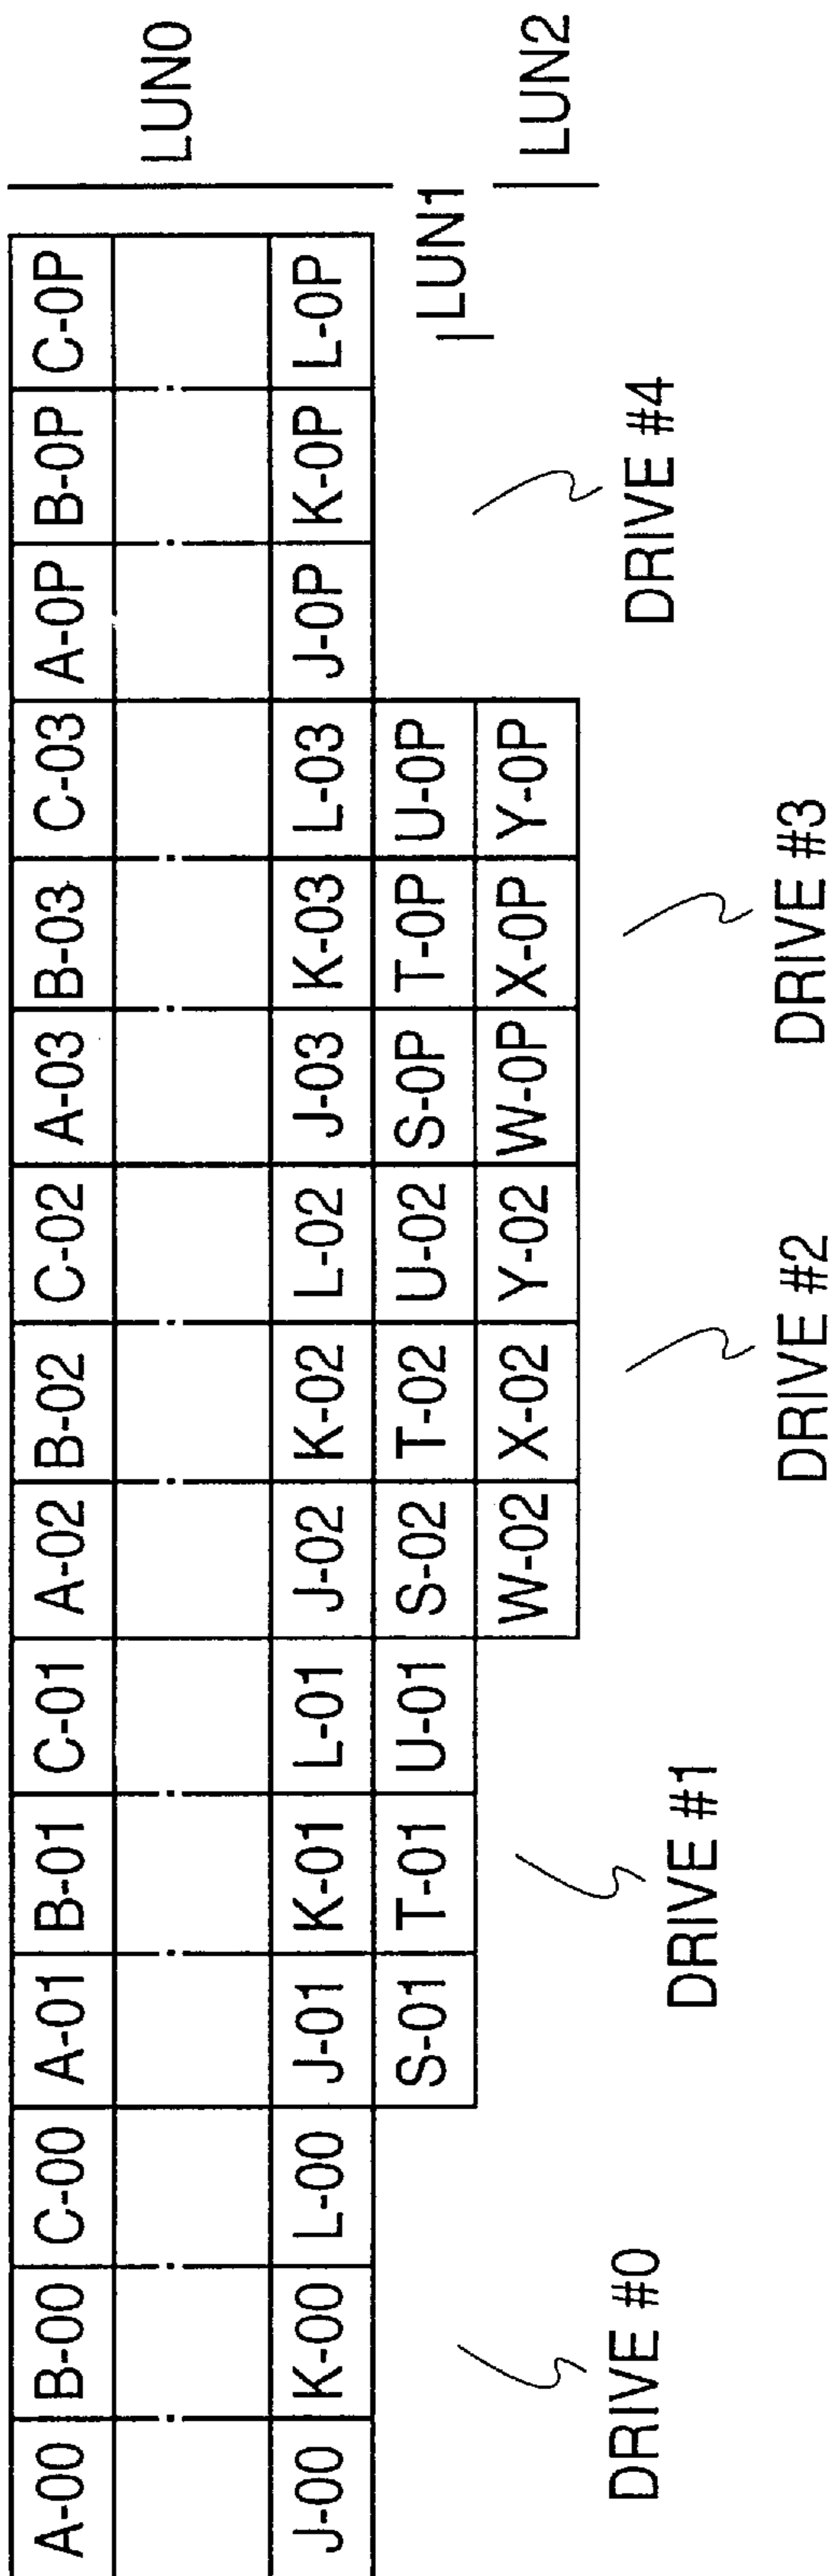 A-00 B-00 C-00 A-01 B-01 C-01 A-02 B-02 C-02 A-03 B-03 C-03 A-0P B-0P C-0P
LUN0
J-00 K-00 L-00 J-01 K-01 L-01 J-02 K-02 L-02 J-03 K-03 L-03 J-0P K-0P L-0P
S-01 T-01 U-01 S-02 T-02 U-02 S-0P T-0P U-0P
LUN1
W-02 X-02 Y-02 W-0P X-0P Y-0P
LUN2
DRIVE #0
DRIVE #1
DRIVE #2
DRIVE #3
DRIVE #4